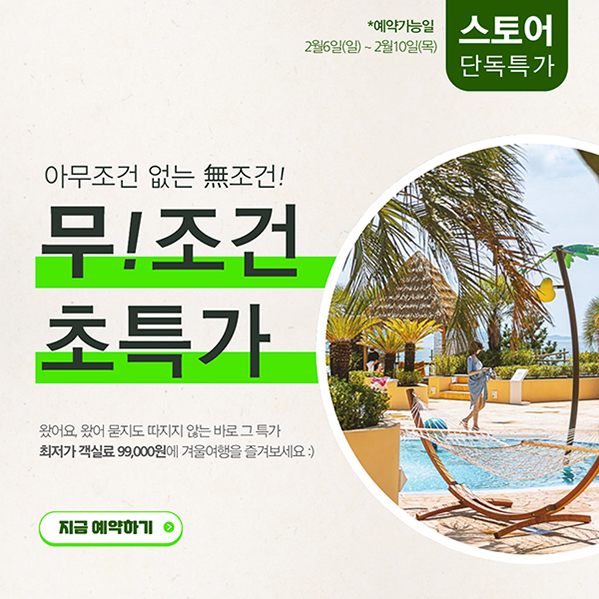 *예약가능일
2월6일(일) ~ 2월10일(목)
스토어
단독특가
아무조건 없는 無조건!
무!조건
초특가
왔어요, 왔어 묻지도 따지지 않는 바로 그 특가
최저가 객실료 99,000원에 겨울여행을 즐겨보세요 :)
지금 예약하기